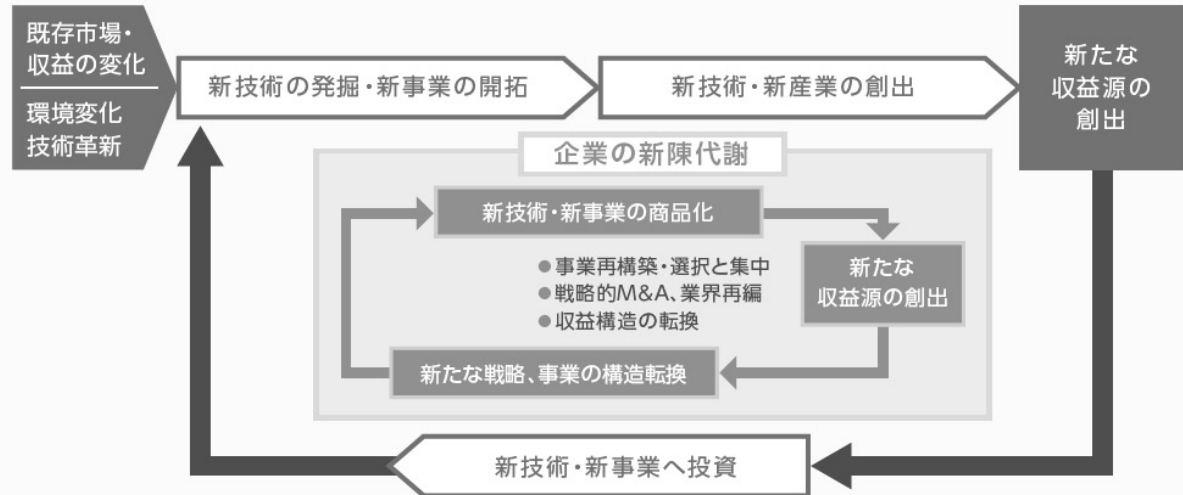 既存市場・
収益の変化
環境変化
技術革新
新技術の発掘・新事業の開拓
新技術・新産業の創出
新たな
収益源の
創出
企業の新陳代謝
新技術・新事業の商品化
新たな
収益源の創出
●事業再構築・選択と集中
●戦略的M&A、業界再編
●収益構造の転換
新たな戦略、事業の構造転換
新技術・新事業へ投資